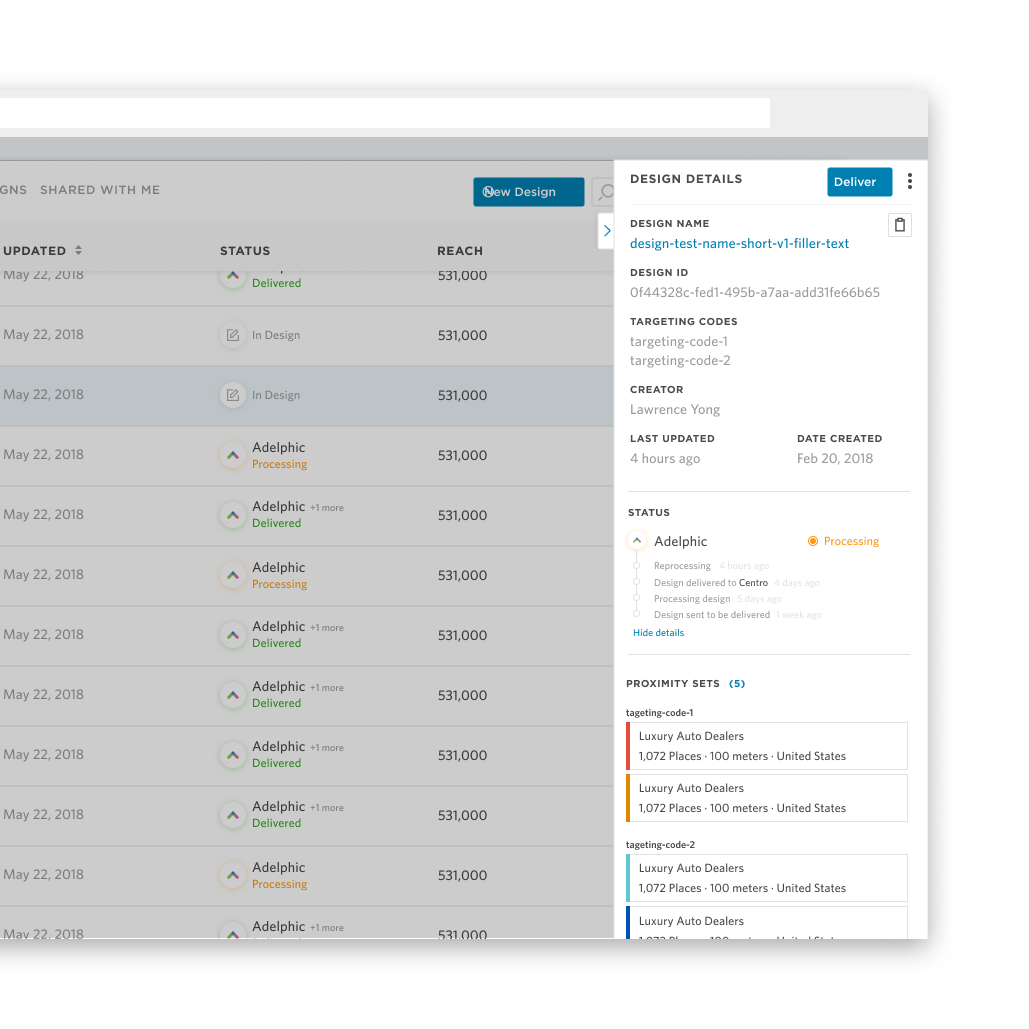 GNS SHARED WITH ME
New Design
UPDATED STATUS REACH
May 22, 2018 Delivered 531,000
May 22, 2018 In Design 531,000
May 22, 2018 In Design 531,000
May 22, 2018 Adelphic 531,000
Processing
May 22, 2018 Adelphic +1 more 531,000
Delivered
May 22, 2018 Adelphic 531,000
Processing
May 22, 2018 Adelphic +1 more 531,000
Delivered
May 22, 2018 Adelphic +1 more 531,000
Delivered
May 22, 2018 Adelphic +1 more 531,000
Delivered
May 22, 2018 Adelphic +1 more 531,000
Delivered
May 22, 2018 Adelphic 531,000
Processing
May 22, 2018 Adelphic +1 more 531,000
DESIGN DETAILS Deliver
DESIGN NAME
design-test-name-short-v1-filler-text
DESIGN ID
0f44328c-fed1-495b-a7aa-add31fe66b65
TARGETING CODES
targeting-code-1
targeting-code-2
CREATOR
Lawrence Yong
LAST UPDATED DATE CREATED
4 hours ago Feb 20, 2018
STATUS
Adelphic Processing
Reprocessing 4 hours ago
Design delivered to Centro 4 days ago
Processing design 5 days ago
Design sent to be delivered 1 week ago
Hide details
PROXIMITY SETS (5)
tageting-code-1
Luxury Auto Dealers
1,072 Places · 100 meters · United States
Luxury Auto Dealers
1,072 Places · 100 meters · United States
tageting-code-2
Luxury Auto Dealers
1,072 Places · 100 meters · United States
Luxury Auto Dealers